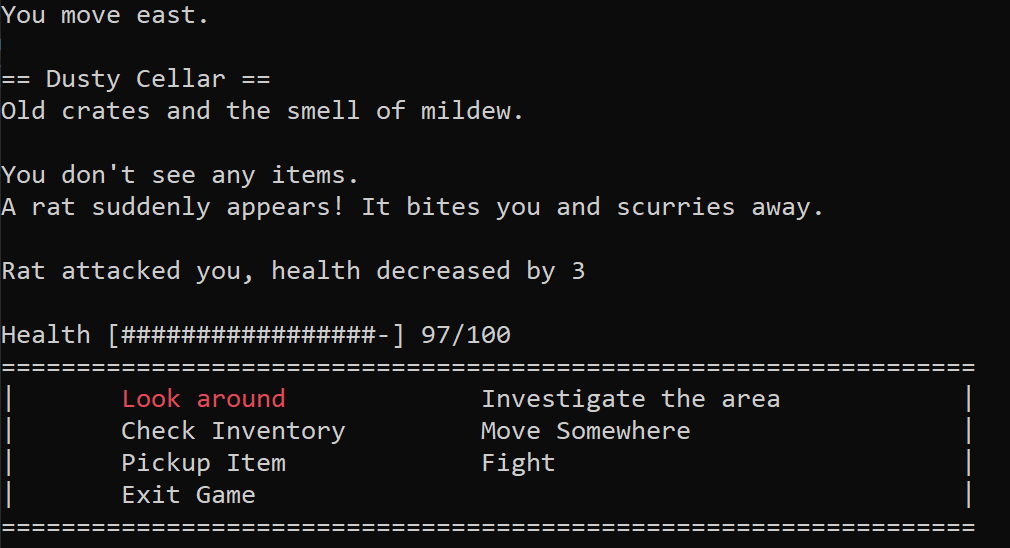 You move east.
== Dusty Cellar ==
Old crates and the smell of mildew.
You don't see any items.
A rat suddenly appears! It bites you and scurries away.
Rat attacked you, health decreased by 3
Health [#################-] 97/100
=================================================================
|       Look around             Investigate the area            |
|       Check Inventory         Move Somewhere                  |
|       Pickup Item             Fight                           |
|       Exit Game                                               |
=================================================================